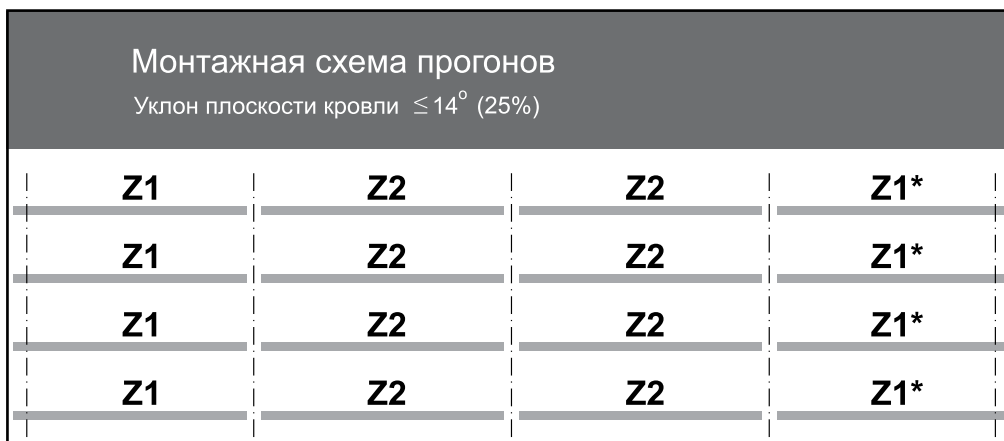 Монтажная схема прогонов
Уклон плоскости кровли ≤14° (25%)
Z1 Z2 Z2 Z1*
Z1 Z2 Z2 Z1*
Z1 Z2 Z2 Z1*
Z1 Z2 Z2 Z1*